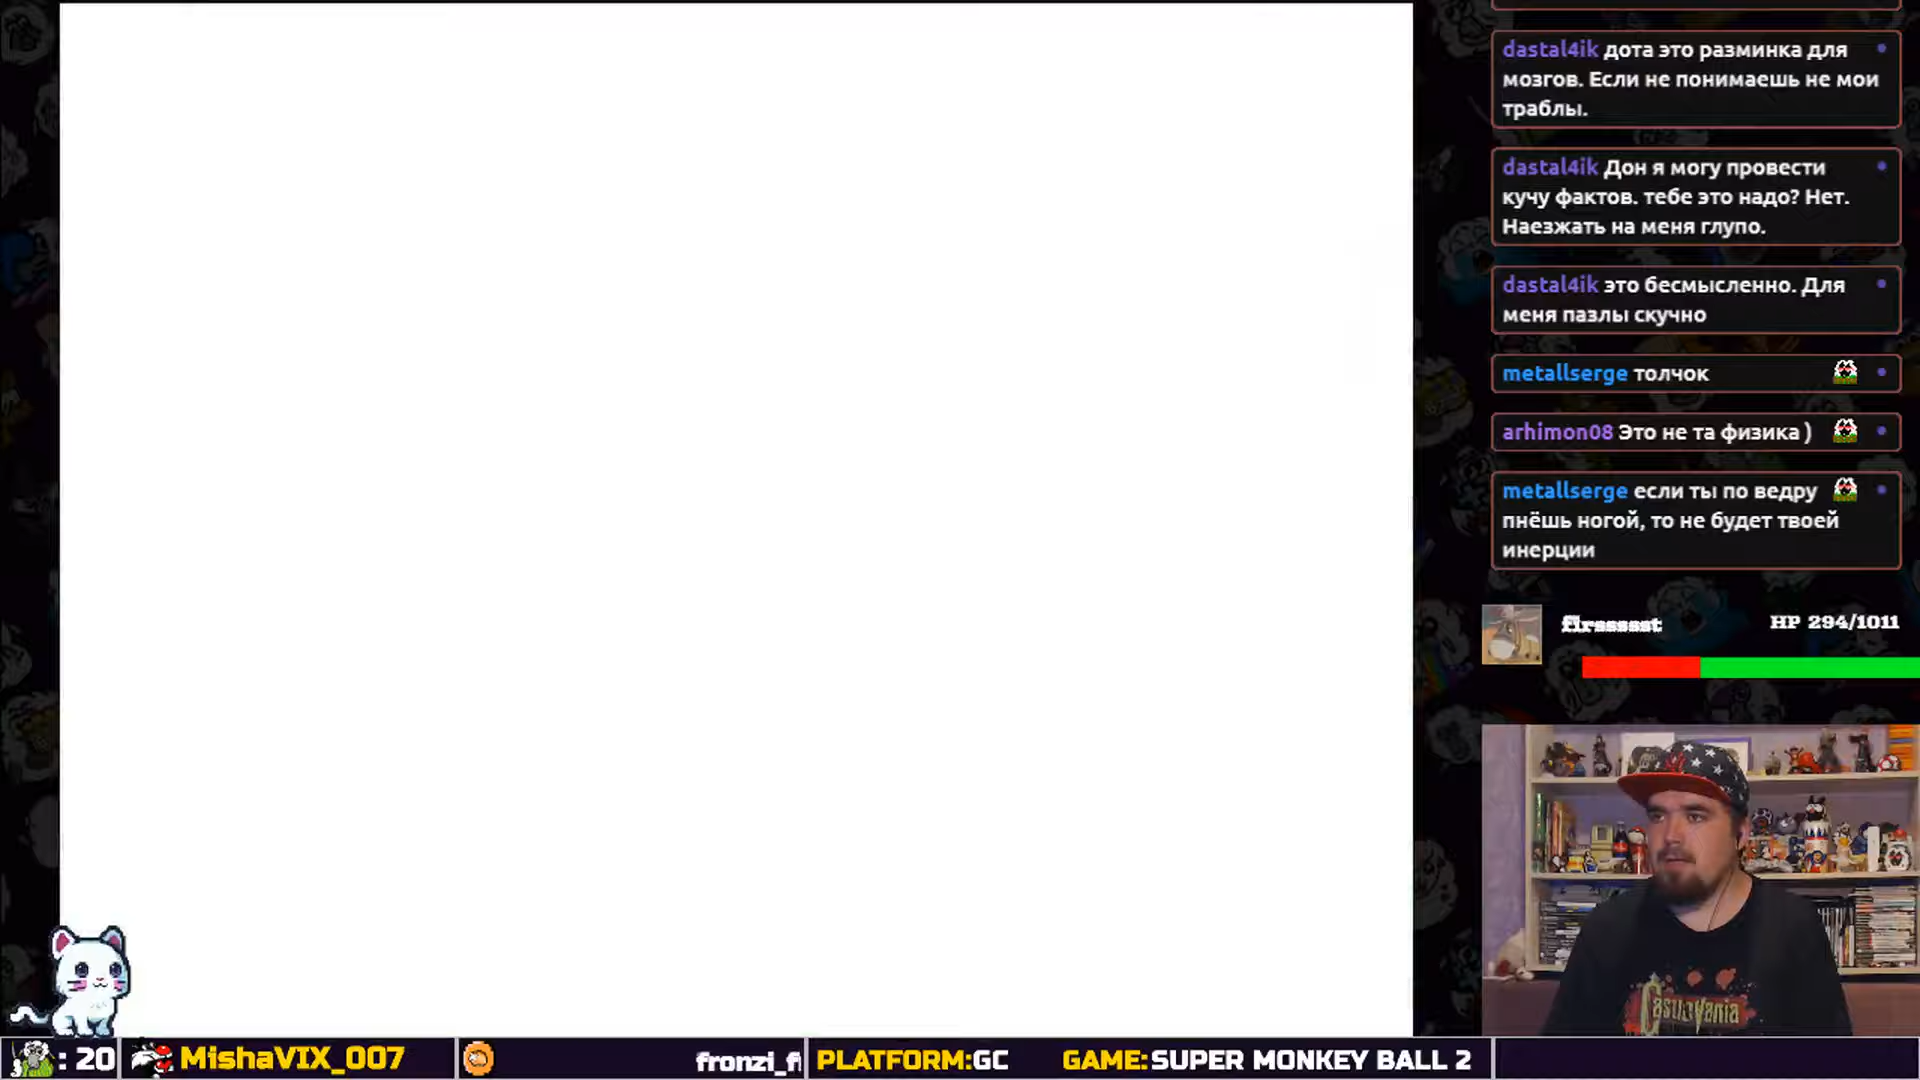 dastal4ik дота это разминка для
мозгов. Если не понимаешь не мои
траблы.
dastal4ik Дон я могу провести
кучу фактов. тебе это надо? Нет.
Наезжать на меня глупо.
dastal4ik это бесмысленно. Для
меня пазлы скучно
metallserge толчок
arhimon08 Это не та физика )
metallserge если ты по ведру
пнёшь ногой, то не будет твоей
инерции
firsssssst HP 294/1011
Castlevania
: 20 MishaVIX_007 fronzi_f PLATFORM:GC GAME:SUPER MONKEY BALL 2